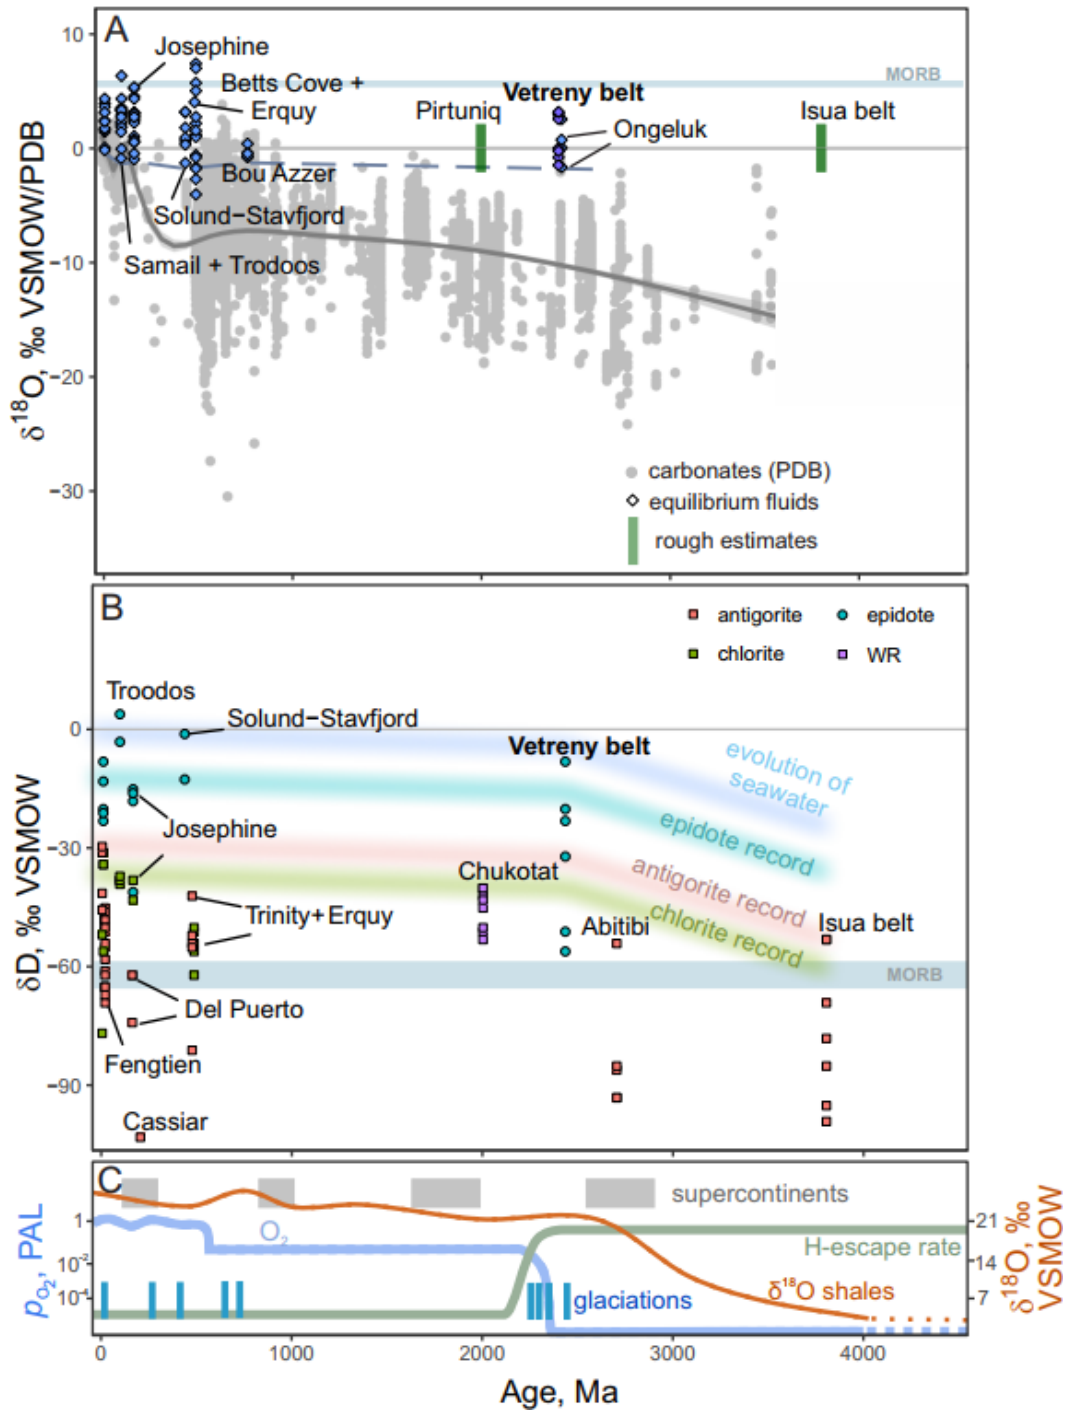 A
10
0
−10
−20
−30
δ18O, ‰ VSMOW/PDB
Josephine
MORB
Betts Cove +
Erquy
Vetreny belt
Pirtuniq
Isua belt
Ongeluk
Bou Azzer
Solund−Stavfjord
Samail + Trodoos
carbonates (PDB)
equilibrium fluids
rough estimates
B
antigorite
epidote
chlorite
WR
0
−30
−60
−90
δD, ‰ VSMOW
Troodos
Solund−Stavfjord
Vetreny belt
evolution of
seawater
epidote record
Josephine
antigorite record
Chukotat
chlorite record
Trinity+ Erquy
Abitibi
Isua belt
MORB
Del Puerto
Fengtien
Cassiar
C
supercontinents
1
10-2
10-4
pO2, PAL
O2
21
14
7
δ18O, ‰
VSMOW
H-escape rate
δ18O shales
glaciations
0
1000
2000
3000
4000
Age, Ma